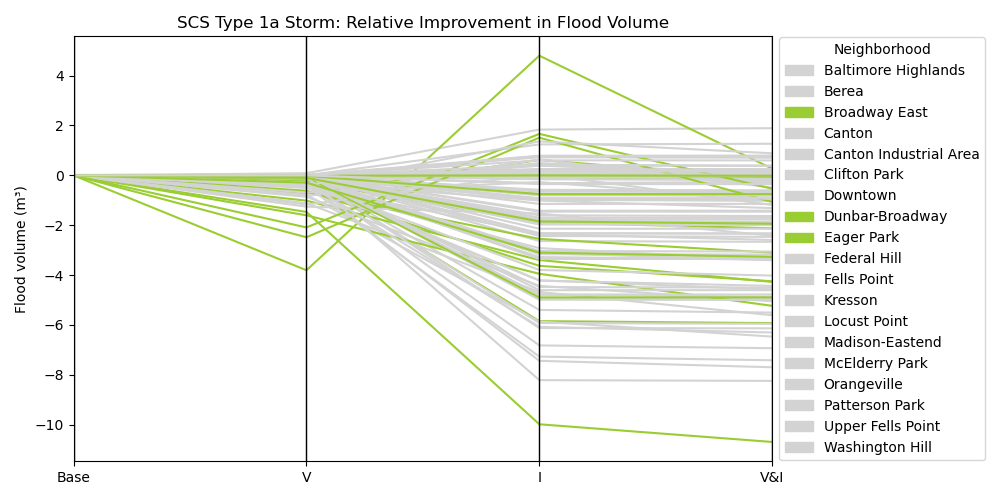 SCS Type 1a Storm: Relative Improvement in Flood Volume
Flood volume (m³)
4
2
0
−2
−4
−6
−8
−10
Base
V
I
V&I
Neighborhood
Baltimore Highlands
Berea
Broadway East
Canton
Canton Industrial Area
Clifton Park
Downtown
Dunbar-Broadway
Eager Park
Federal Hill
Fells Point
Kresson
Locust Point
Madison-Eastend
McElderry Park
Orangeville
Patterson Park
Upper Fells Point
Washington Hill